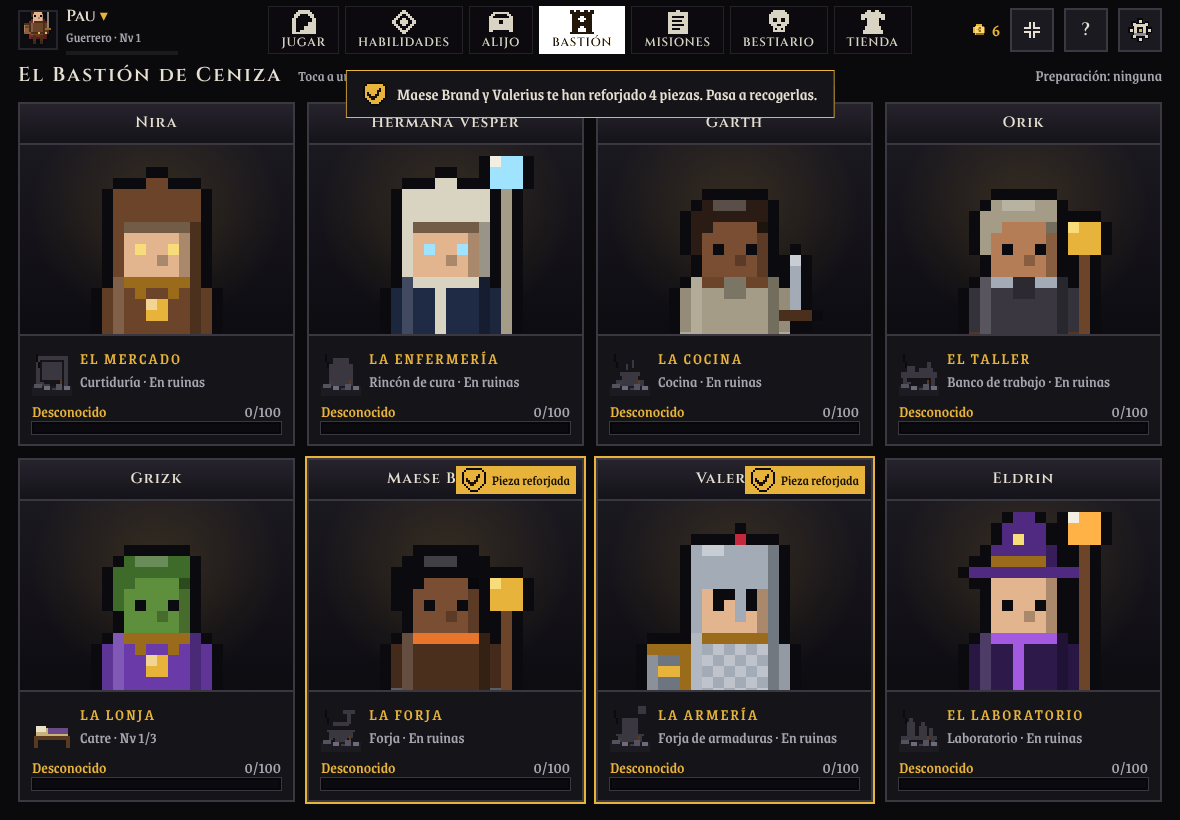 PAU
Guerrero · Nv 1
JUGAR
HABILIDADES
ALIJO
BASTIÓN
MISIONES
BESTIARIO
TIENDA
6
?
EL BASTIÓN DE CENIZA
Toca a
Preparación: ninguna
Maese Brand y Valerius te han reforjado 4 piezas. Pasa a recogerlas.
NIRA
HERMANA VESPER
GARTH
ORIK
EL MERCADO
Curtiduría · En ruinas
Desconocido 0/100
LA ENFERMERÍA
Rincón de cura · En ruinas
Desconocido 0/100
LA COCINA
Cocina · En ruinas
Desconocido 0/100
EL TALLER
Banco de trabajo · En ruinas
Desconocido 0/100
GRIZK
MAESE B
Pieza reforjada
VALER
Pieza reforjada
ELDRIN
LA LONJA
Catre · Nv 1/3
Desconocido 0/100
LA FORJA
Forja · En ruinas
Desconocido 0/100
LA ARMERÍA
Forja de armaduras · En ruinas
Desconocido 0/100
EL LABORATORIO
Laboratorio · En ruinas
Desconocido 0/100